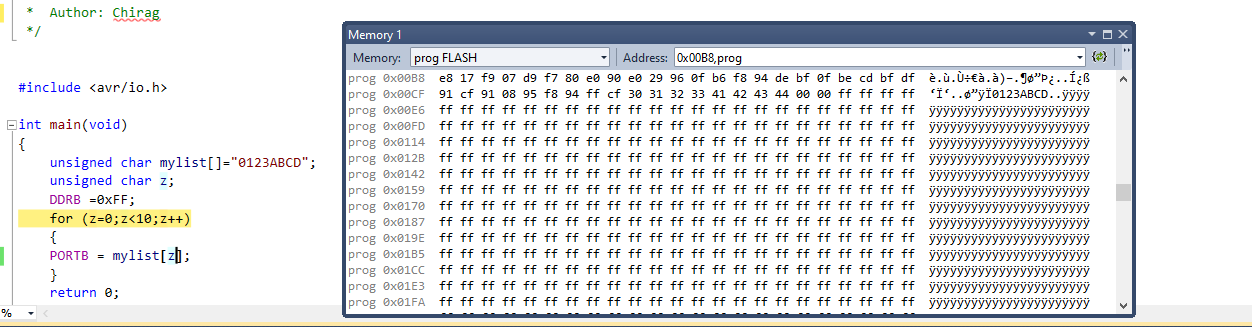 * Author: Chirag
*/
#include <avr/io.h>
int main(void)
{
unsigned char mylist[]="0123ABCD";
unsigned char z;
DDRB =0xFF;
for (z=0;z<10;z++)
{
PORTB = mylist[z];
}
return 0;
%
Memory 1
Memory: prog FLASH Address: 0x00B8,prog
prog 0x00B8 e8 17 f9 07 d9 f7 80 e0 90 e0 29 96 0f b6 f8 94 de bf 0f be cd bf df è.ù.Ù÷€à.à)–.¶ø”Þ¿..Í¿ß
prog 0x00CF 91 cf 91 08 95 f8 94 ff cf 30 31 32 33 41 42 43 44 00 00 ff ff ff ff ‘Ï‘..ø”ÿÏ0123ABCD..ÿÿÿÿ
prog 0x00E6 ff ff ff ff ff ff ff ff ff ff ff ff ff ff ff ff ff ff ff ff ff ff ff ÿÿÿÿÿÿÿÿÿÿÿÿÿÿÿÿÿÿÿÿÿÿÿ
prog 0x00FD ff ff ff ff ff ff ff ff ff ff ff ff ff ff ff ff ff ff ff ff ff ff ff ÿÿÿÿÿÿÿÿÿÿÿÿÿÿÿÿÿÿÿÿÿÿÿ
prog 0x0114 ff ff ff ff ff ff ff ff ff ff ff ff ff ff ff ff ff ff ff ff ff ff ff ÿÿÿÿÿÿÿÿÿÿÿÿÿÿÿÿÿÿÿÿÿÿÿ
prog 0x012B ff ff ff ff ff ff ff ff ff ff ff ff ff ff ff ff ff ff ff ff ff ff ff ÿÿÿÿÿÿÿÿÿÿÿÿÿÿÿÿÿÿÿÿÿÿÿ
prog 0x0142 ff ff ff ff ff ff ff ff ff ff ff ff ff ff ff ff ff ff ff ff ff ff ff ÿÿÿÿÿÿÿÿÿÿÿÿÿÿÿÿÿÿÿÿÿÿÿ
prog 0x0159 ff ff ff ff ff ff ff ff ff ff ff ff ff ff ff ff ff ff ff ff ff ff ff ÿÿÿÿÿÿÿÿÿÿÿÿÿÿÿÿÿÿÿÿÿÿÿ
prog 0x0170 ff ff ff ff ff ff ff ff ff ff ff ff ff ff ff ff ff ff ff ff ff ff ff ÿÿÿÿÿÿÿÿÿÿÿÿÿÿÿÿÿÿÿÿÿÿÿ
prog 0x0187 ff ff ff ff ff ff ff ff ff ff ff ff ff ff ff ff ff ff ff ff ff ff ff ÿÿÿÿÿÿÿÿÿÿÿÿÿÿÿÿÿÿÿÿÿÿÿ
prog 0x019E ff ff ff ff ff ff ff ff ff ff ff ff ff ff ff ff ff ff ff ff ff ff ff ÿÿÿÿÿÿÿÿÿÿÿÿÿÿÿÿÿÿÿÿÿÿÿ
prog 0x01B5 ff ff ff ff ff ff ff ff ff ff ff ff ff ff ff ff ff ff ff ff ff ff ff ÿÿÿÿÿÿÿÿÿÿÿÿÿÿÿÿÿÿÿÿÿÿÿ
prog 0x01CC ff ff ff ff ff ff ff ff ff ff ff ff ff ff ff ff ff ff ff ff ff ff ff ÿÿÿÿÿÿÿÿÿÿÿÿÿÿÿÿÿÿÿÿÿÿÿ
prog 0x01E3 ff ff ff ff ff ff ff ff ff ff ff ff ff ff ff ff ff ff ff ff ff ff ff ÿÿÿÿÿÿÿÿÿÿÿÿÿÿÿÿÿÿÿÿÿÿÿ
prog 0x01FA ff ff ff ff ff ff ff ff ff ff ff ff ff ff ff ff ff ff ff ff ff ff ff ÿÿÿÿÿÿÿÿÿÿÿÿÿÿÿÿÿÿÿÿÿÿÿ